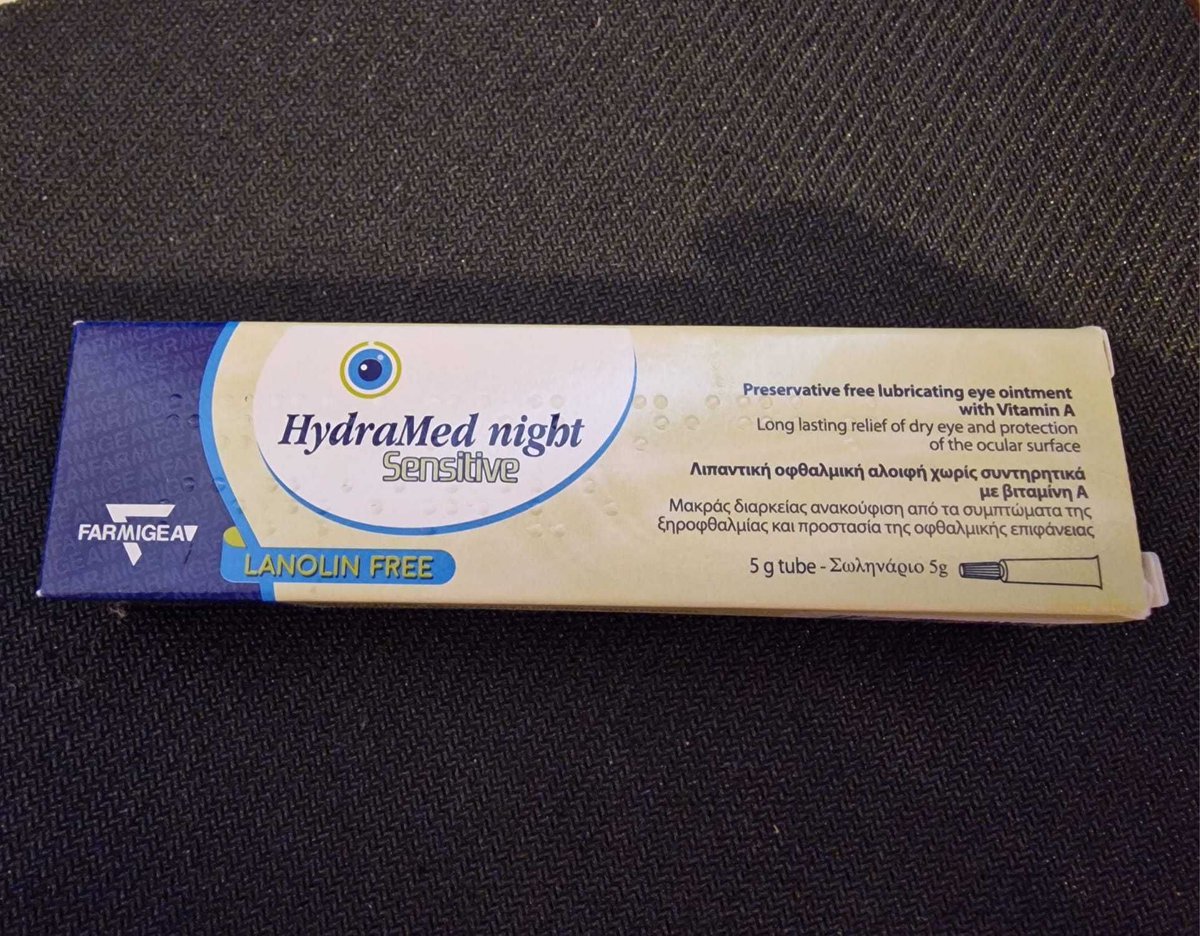 HydraMed night
Sensitive
FARMIGEA
LANOLIN FREE
Preservative free lubricating eye ointment
with Vitamin A
Long lasting relief of dry eye and protection
of the ocular surface
Λιπαντική οφθαλμική αλοιφή χωρίς συντηρητικά
με βιταμίνη Α
Μακράς διαρκείας ανακούφιση από τα συμπτώματα της
ξηροφθαλμίας και προστασία της οφθαλμικής επιφάνειας
5 g tube - Σωληνάριο 5g